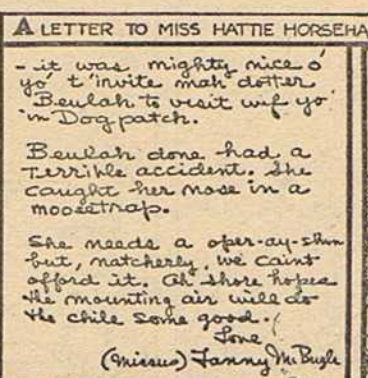 A LETTER TO MISS HATTIE HORSEHA
- it was mighty nice o'
yo' t'invite mah dotter
Beulah to visit wif yo'
in Dogpatch.
Beulah done had a
terrible accident. She
caught her nose in a
moosetrap.
She needs a oper-ay-shun
but, natcherly, we caint
afford it. Ah shore hopes
the mounting air will do
the chile some good.
Love
(Missus) Fanny McBugle